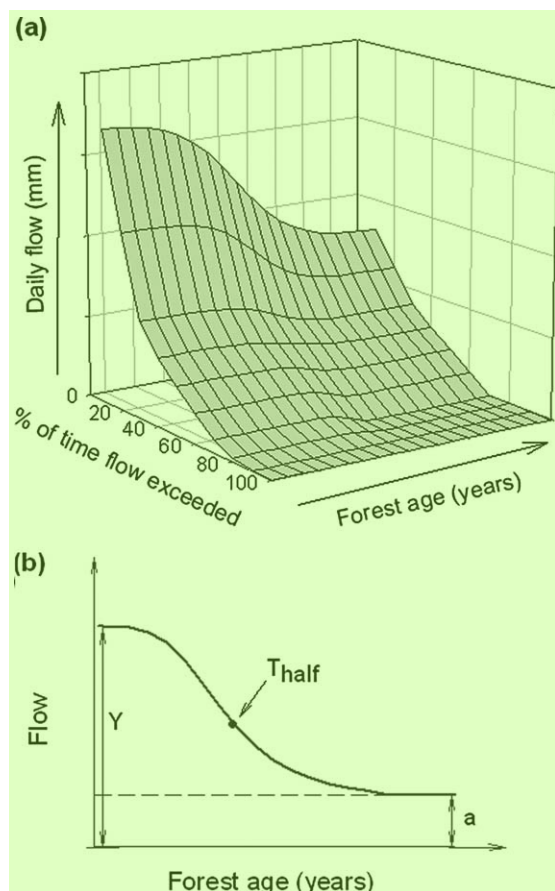 (a)
Daily flow (mm)
0
20
40
60
80
100
% of time flow exceeded
Forest age (years)
(b)
Flow
Y
T half
a
Forest age (years)